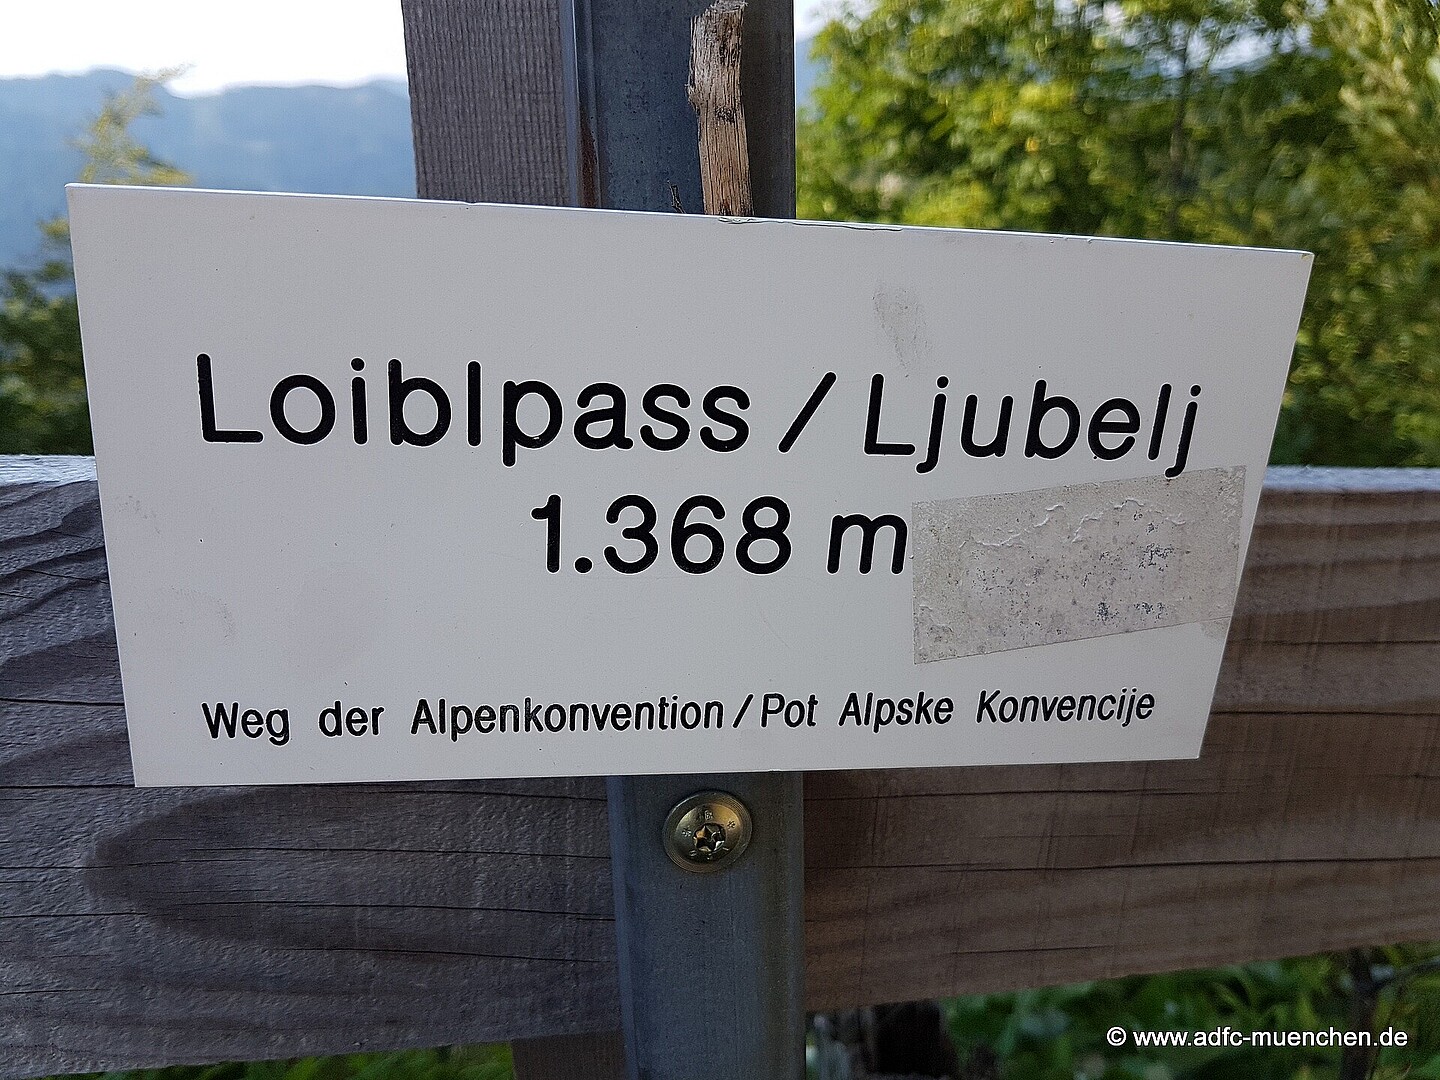 Loiblpass / Ljubelj
1.368 m
Weg der Alpenkonvention / Pot Alpske Konvencije
© www.adfc-muenchen.de